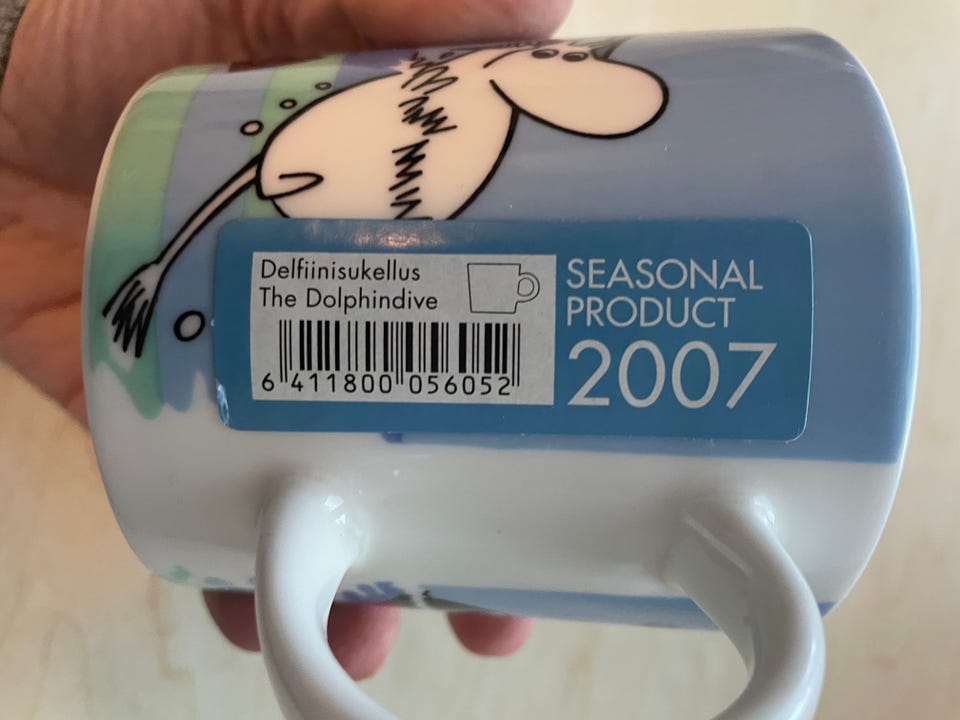 Delfiinisukellus
The Dolphindive
6 411800 056052
SEASONAL
PRODUCT
2007